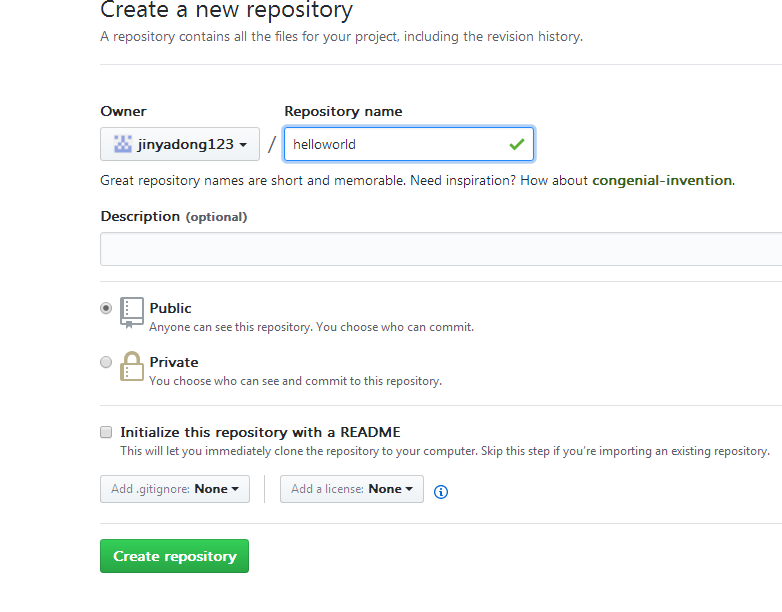 Create a new repository
A repository contains all the files for your project, including the revision history.
Owner Repository name
jinyadong123 / helloworld
Great repository names are short and memorable. Need inspiration? How about congenial-invention.
Description (optional)
Public
Anyone can see this repository. You choose who can commit.
Private
You choose who can see and commit to this repository.
Initialize this repository with a README
This will let you immediately clone the repository to your computer. Skip this step if you're importing an existing repository.
Add .gitignore: None Add a license: None
Create repository